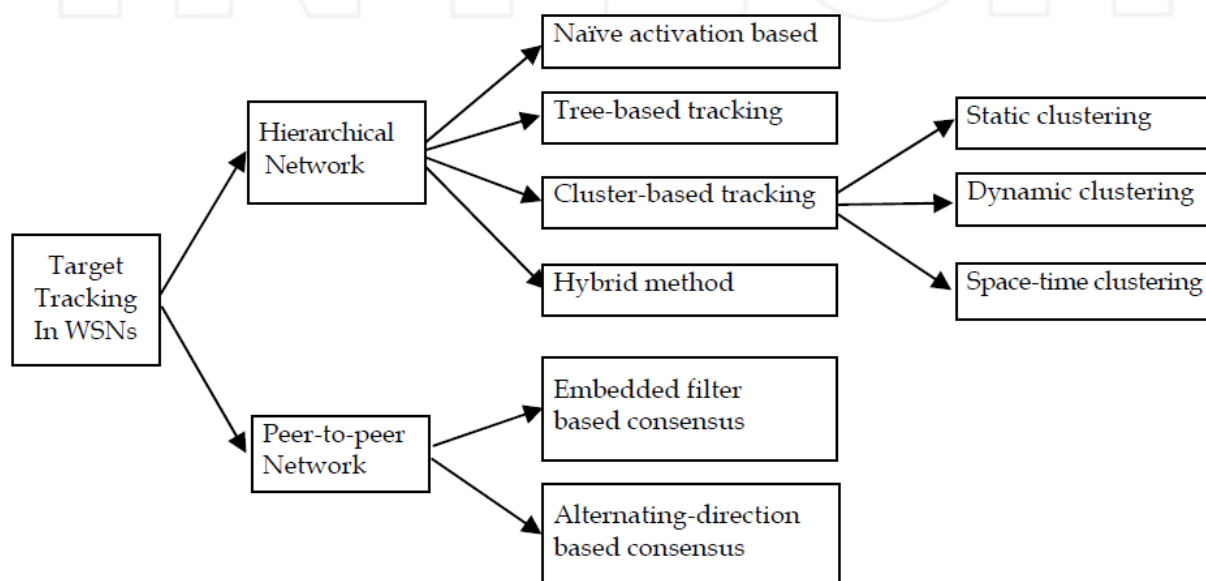 Naïve activation based
Tree-based tracking
Hierarchical
Network
Static clustering
Cluster-based tracking
Dynamic clustering
Target
Tracking
In WSNs
Hybrid method
Space-time clustering
Embedded filter
based consensus
Peer-to-peer
Network
Alternating-direction
based consensus